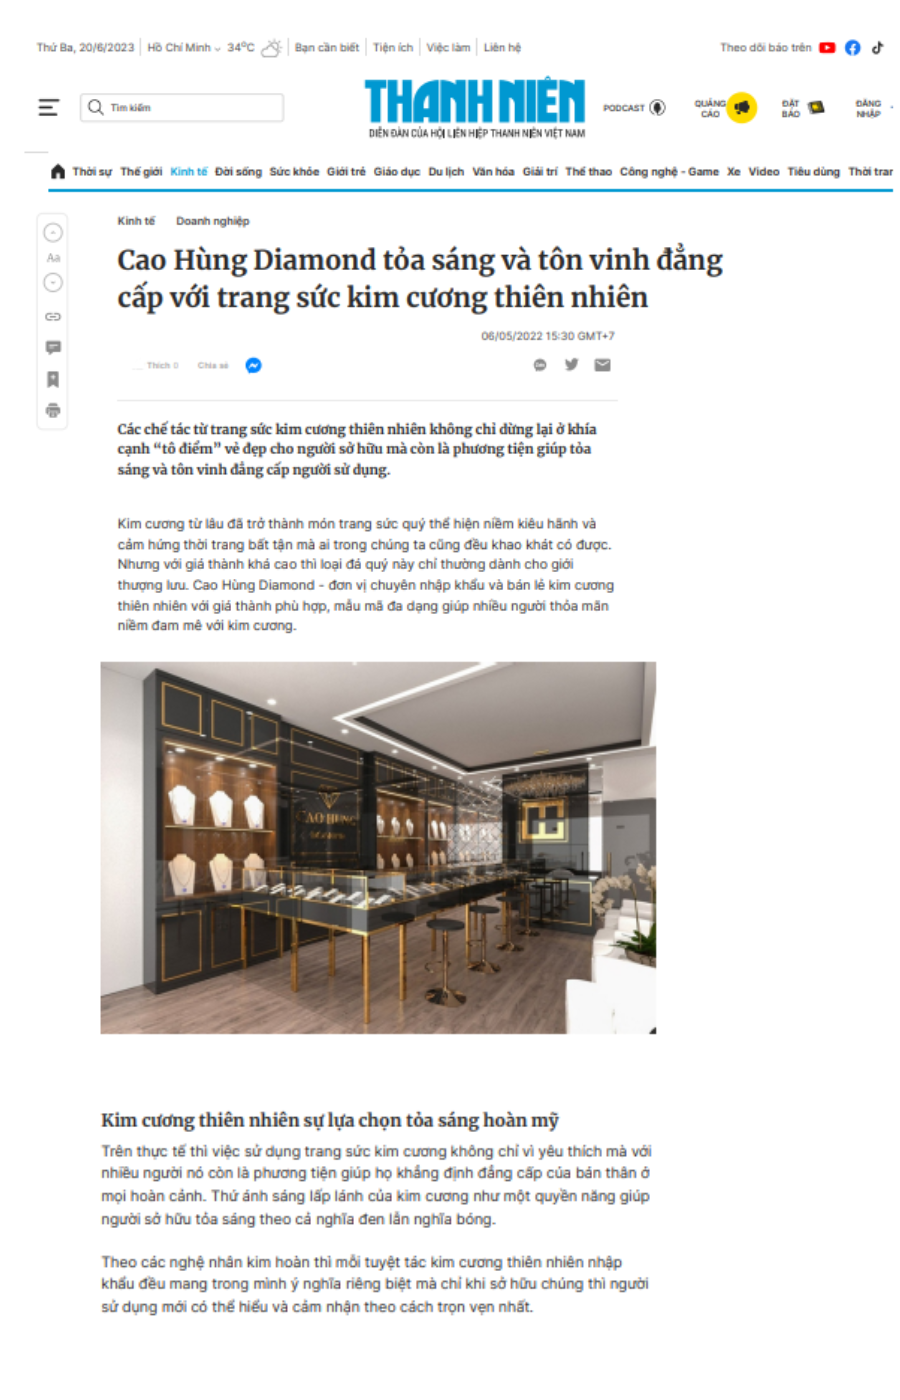 Thứ Ba, 20/6/2023 Hồ Chí Minh 34°C Bạn cần biết Tiện ích Việc làm Liên hệ Theo dõi báo trên
Tìm kiếm
THANH NIÊN
DIỄN ĐÀN CỦA HỘI LIÊN HIỆP THANH NIÊN VIỆT NAM
PODCAST
QUẢNG CÁO
ĐẶT BÁO
ĐĂNG NHẬP
Thời sự Thế giới Kinh tế Đời sống Sức khỏe Giới trẻ Giáo dục Du lịch Văn hóa Giải trí Thể thao Công nghệ - Game Xe Video Tiêu dùng Thời tran
Kinh tế Doanh nghiệp
Aa
Cao Hùng Diamond tỏa sáng và tôn vinh đẳng
cấp với trang sức kim cương thiên nhiên
06/05/2022 15:30 GMT+7
Thích 0 Chia sẻ
Các chế tác từ trang sức kim cương thiên nhiên không chỉ dừng lại ở khía
cạnh “tô điểm” vẻ đẹp cho người sở hữu mà còn là phương tiện giúp tỏa
sáng và tôn vinh đẳng cấp người sử dụng.
Kim cương từ lâu đã trở thành món trang sức quý thể hiện niềm kiêu hãnh và
cảm hứng thời trang bất tận mà ai trong chúng ta cũng đều khao khát có được.
Nhưng với giá thành khá cao thì loại đá quý này chỉ thường dành cho giới
thượng lưu. Cao Hùng Diamond - đơn vị chuyên nhập khẩu và bán lẻ kim cương
thiên nhiên với giá thành phù hợp, mẫu mã đa dạng giúp nhiều người thỏa mãn
niềm đam mê với kim cương.
CAO HÙNG
Kim cương thiên nhiên sự lựa chọn tỏa sáng hoàn mỹ
Trên thực tế thì việc sử dụng trang sức kim cương không chỉ vì yêu thích mà với
nhiều người nó còn là phương tiện giúp họ khẳng định đẳng cấp của bản thân ở
mọi hoàn cảnh. Thứ ánh sáng lấp lánh của kim cương như một quyền năng giúp
người sở hữu tỏa sáng theo cả nghĩa đen lẫn nghĩa bóng.
Theo các nghệ nhân kim hoàn thì mỗi tuyệt tác kim cương thiên nhiên nhập
khẩu đều mang trong mình ý nghĩa riêng biệt mà chỉ khi sở hữu chúng thì người
sử dụng mới có thể hiểu và cảm nhận theo cách trọn vẹn nhất.